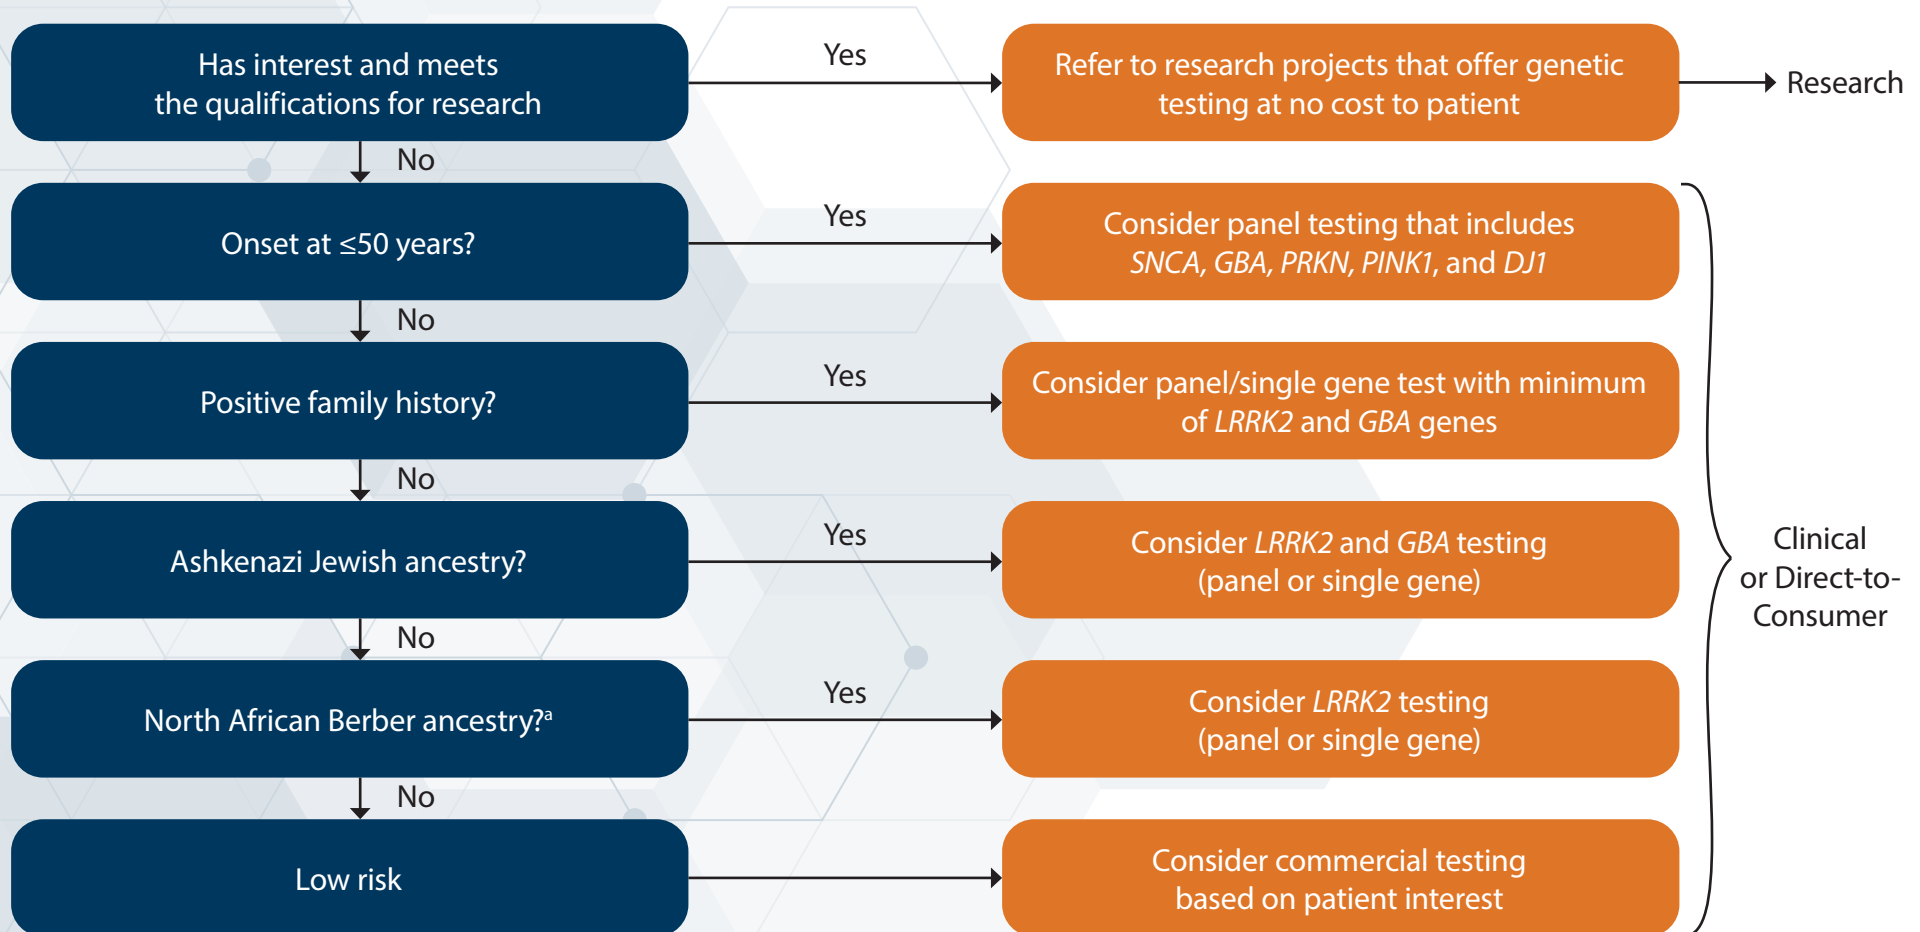 Has interest and meets
the qualifications for research
Yes
Refer to research projects that offer genetic
testing at no cost to patient
Research
No
Onset at ≤50 years?
Yes
Consider panel testing that includes
SNCA, GBA, PRKN, PINK1, and DJ1
No
Positive family history?
Yes
Consider panel/single gene test with minimum
of LRRK2 and GBA genes
No
Ashkenazi Jewish ancestry?
Yes
Consider LRRK2 and GBA testing
(panel or single gene)
Clinical
or Direct-to-
Consumer
No
North African Berber ancestry?ᵃ
Yes
Consider LRRK2 testing
(panel or single gene)
No
Low risk
Consider commercial testing
based on patient interest